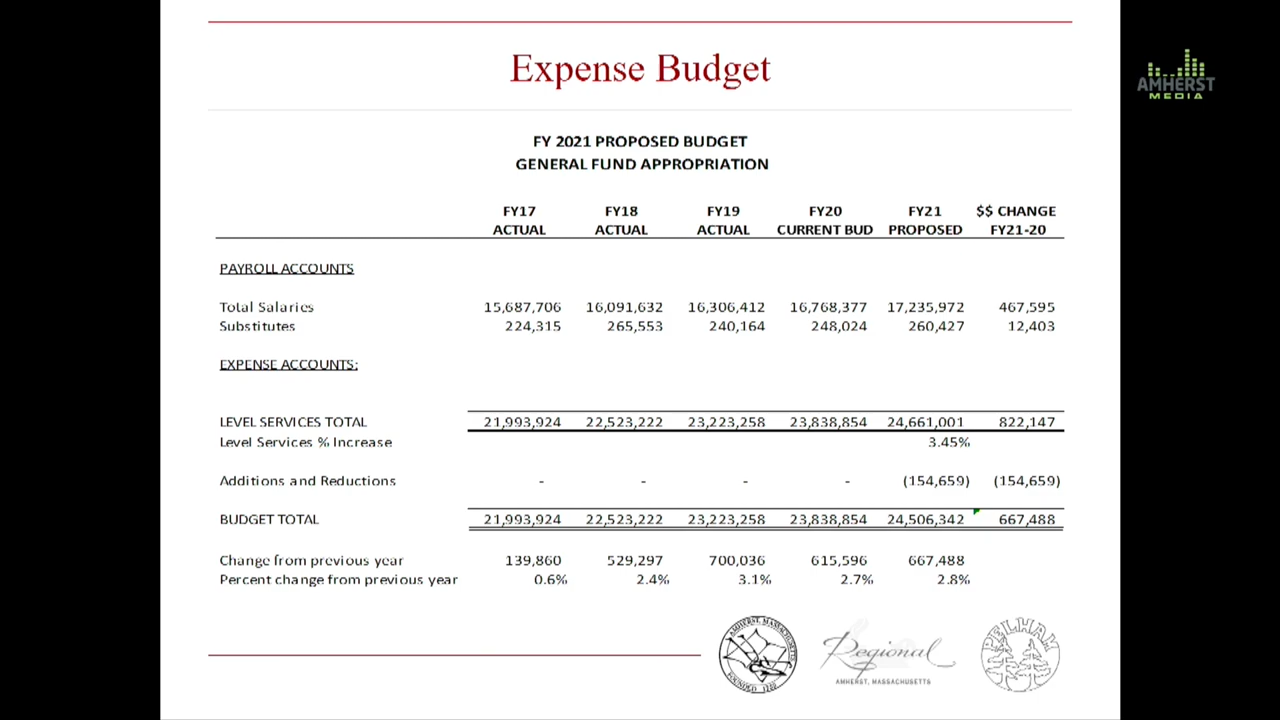 Expense Budget
AMHERST
MEDIA
FY 2021 PROPOSED BUDGET
GENERAL FUND APPROPRIATION
FY17 FY18 FY19 FY20 FY21 $$ CHANGE
ACTUAL ACTUAL ACTUAL CURRENT BUD PROPOSED FY21-20
PAYROLL ACCOUNTS
Total Salaries 15,687,706 16,091,632 16,306,412 16,768,377 17,235,972 467,595
Substitutes 224,315 265,553 240,164 248,024 260,427 12,403
EXPENSE ACCOUNTS:
LEVEL SERVICES TOTAL 21,993,924 22,523,222 23,223,258 23,838,854 24,661,001 822,147
Level Services % Increase 3.45%
Additions and Reductions - - - - (154,659) (154,659)
BUDGET TOTAL 21,993,924 22,523,222 23,223,258 23,838,854 24,506,342 667,488
Change from previous year 139,860 529,297 700,036 615,596 667,488
Percent change from previous year 0.6% 2.4% 3.1% 2.7% 2.8%
AMHERST, MASSACHUSETTS
FOUNDED
Regional
AMHERST, MASSACHUSETTS
PELHAM